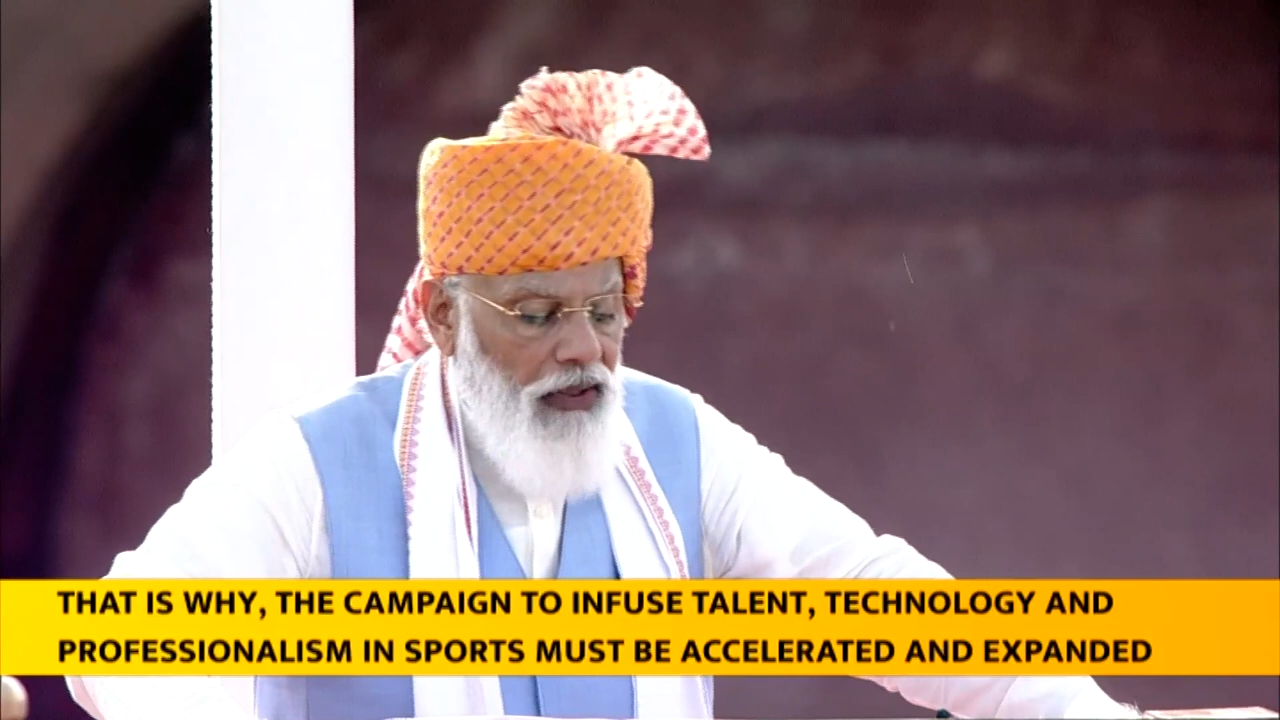 THAT IS WHY, THE CAMPAIGN TO INFUSE TALENT, TECHNOLOGY AND
PROFESSIONALISM IN SPORTS MUST BE ACCELERATED AND EXPANDED